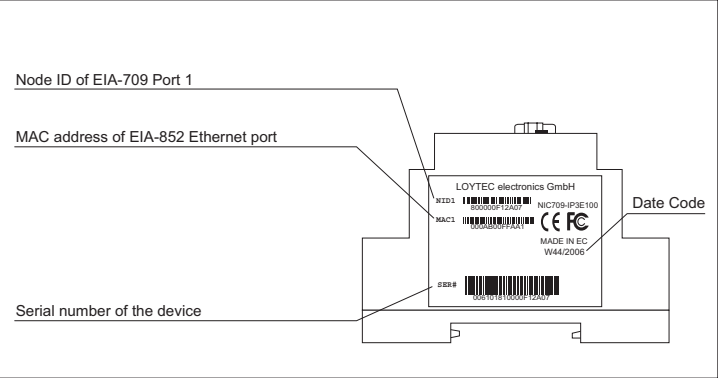 Node ID of EIA-709 Port 1
MAC address of EIA-852 Ethernet port
LOYTEC electronics GmbH
NID1
800000F12A07
NIC709-IP3E100
MAC1
000AB00FFAA1
CE FC
Date Code
MADE IN EC
W44/2006
SER#
006101810000F12A07
Serial number of the device